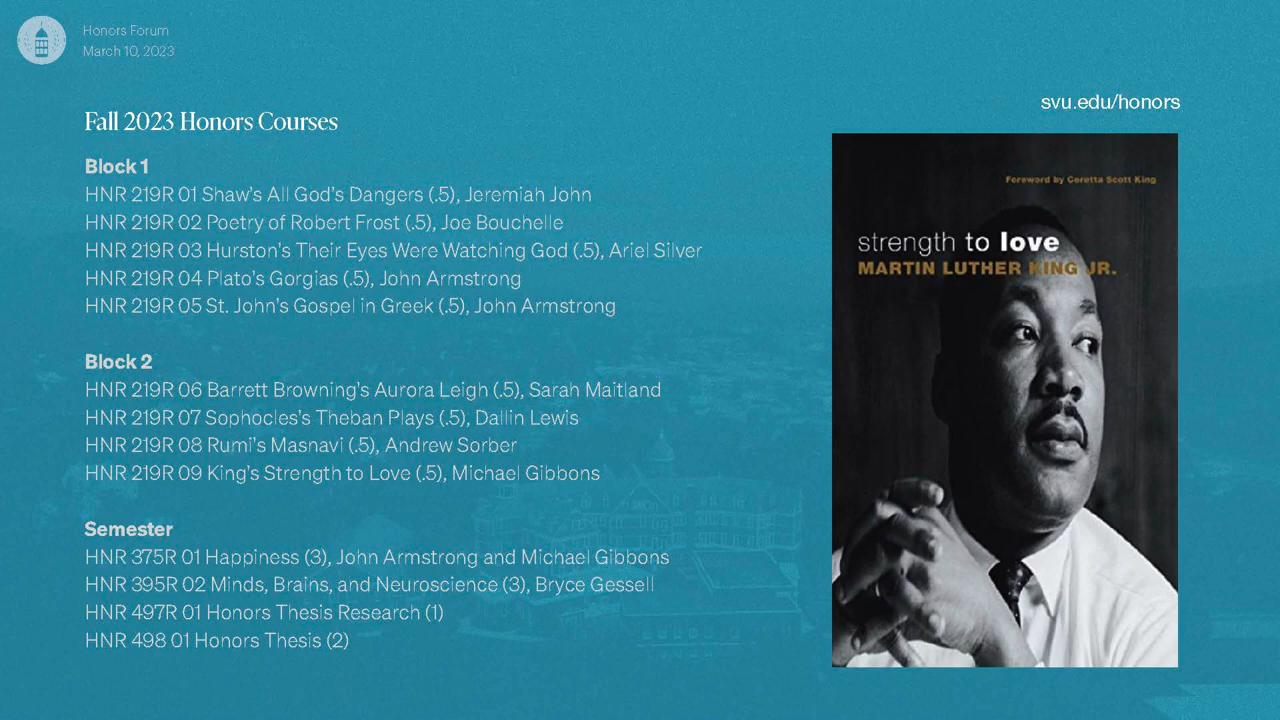 Honors Forum
March 10, 2023
svu.edu/honors
Fall 2023 Honors Courses
Block 1
HNR 219R 01 Shaw's All God's Dangers (.5), Jeremiah John
HNR 219R 02 Poetry of Robert Frost (.5), Joe Bouchelle
HNR 219R 03 Hurston's Their Eyes Were Watching God (.5), Ariel Silver
HNR 219R 04 Plato's Gorgias (.5), John Armstrong
HNR 219R 05 St. John's Gospel in Greek (.5), John Armstrong
Block 2
HNR 219R 06 Barrett Browning's Aurora Leigh (.5), Sarah Maitland
HNR 219R 07 Sophocles's Theban Plays (.5), Dallin Lewis
HNR 219R 08 Rumi's Masnavi (.5), Andrew Sorber
HNR 219R 09 King's Strength to Love (.5), Michael Gibbons
Semester
HNR 375R 01 Happiness (3), John Armstrong and Michael Gibbons
HNR 395R 02 Minds, Brains, and Neuroscience (3), Bryce Gessell
HNR 497R 01 Honors Thesis Research (1)
HNR 498 01 Honors Thesis (2)
Foreword by Coretta Scott King
strength to love
MARTIN LUTHER KING JR.